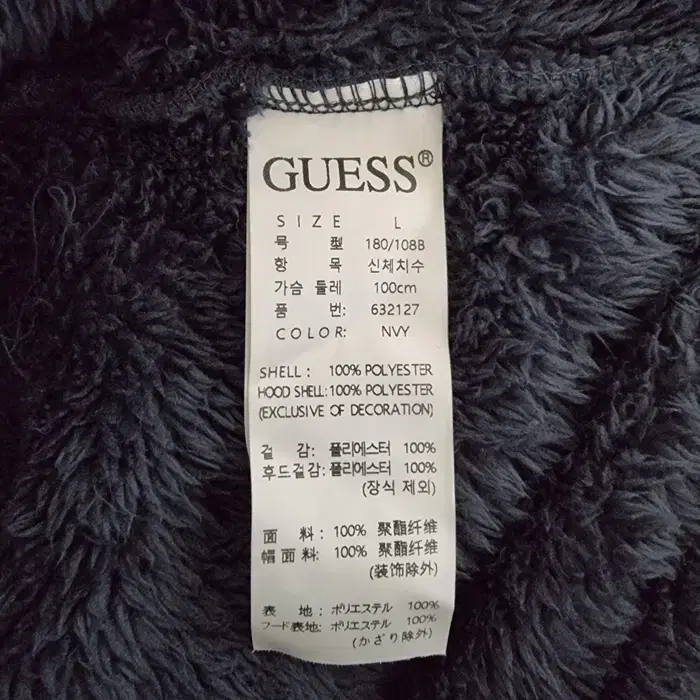 GUESS®
SIZE L
号 型 180/108B
항 목 신체치수
가슴 둘레 100cm
품 번: 632127
COLOR: NVY
SHELL: 100% POLYESTER
HOOD SHELL: 100% POLYESTER
(EXCLUSIVE OF DECORATION)
겉 감: 폴리에스터 100%
후드겉감: 폴리에스터 100%
(장식 제외)
面 料: 100% 聚酯纤维
帽面料: 100% 聚酯纤维
(装饰除外)
表 地: ポリエステル 100%
フード表地: ポリエステル 100%
(かざり除外)